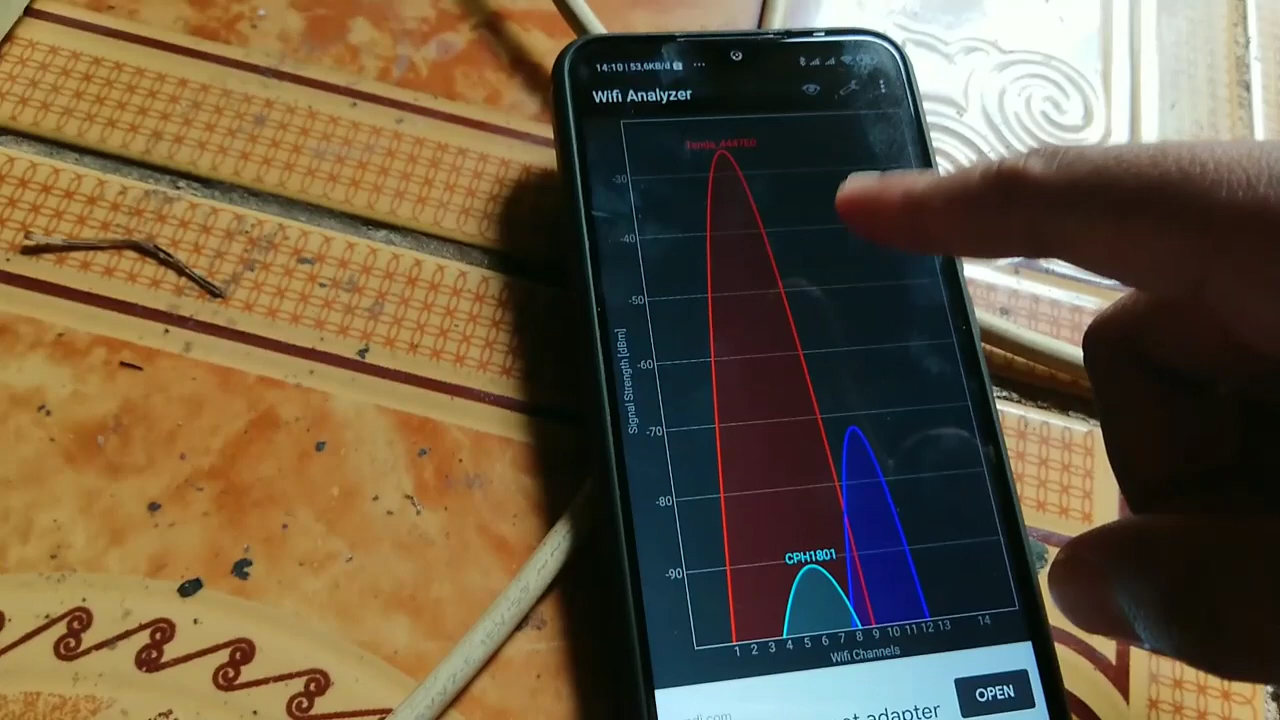 14:10 | 53,6KB/d
Wifi Analyzer
-30
-40
-50
-60
-70
-80
-90
Signal Strength [dBm]
CPH1801
1 2 3 4 5 6 7 8 9 10 11 12 13 14
Wifi Channels
adapter
OPEN